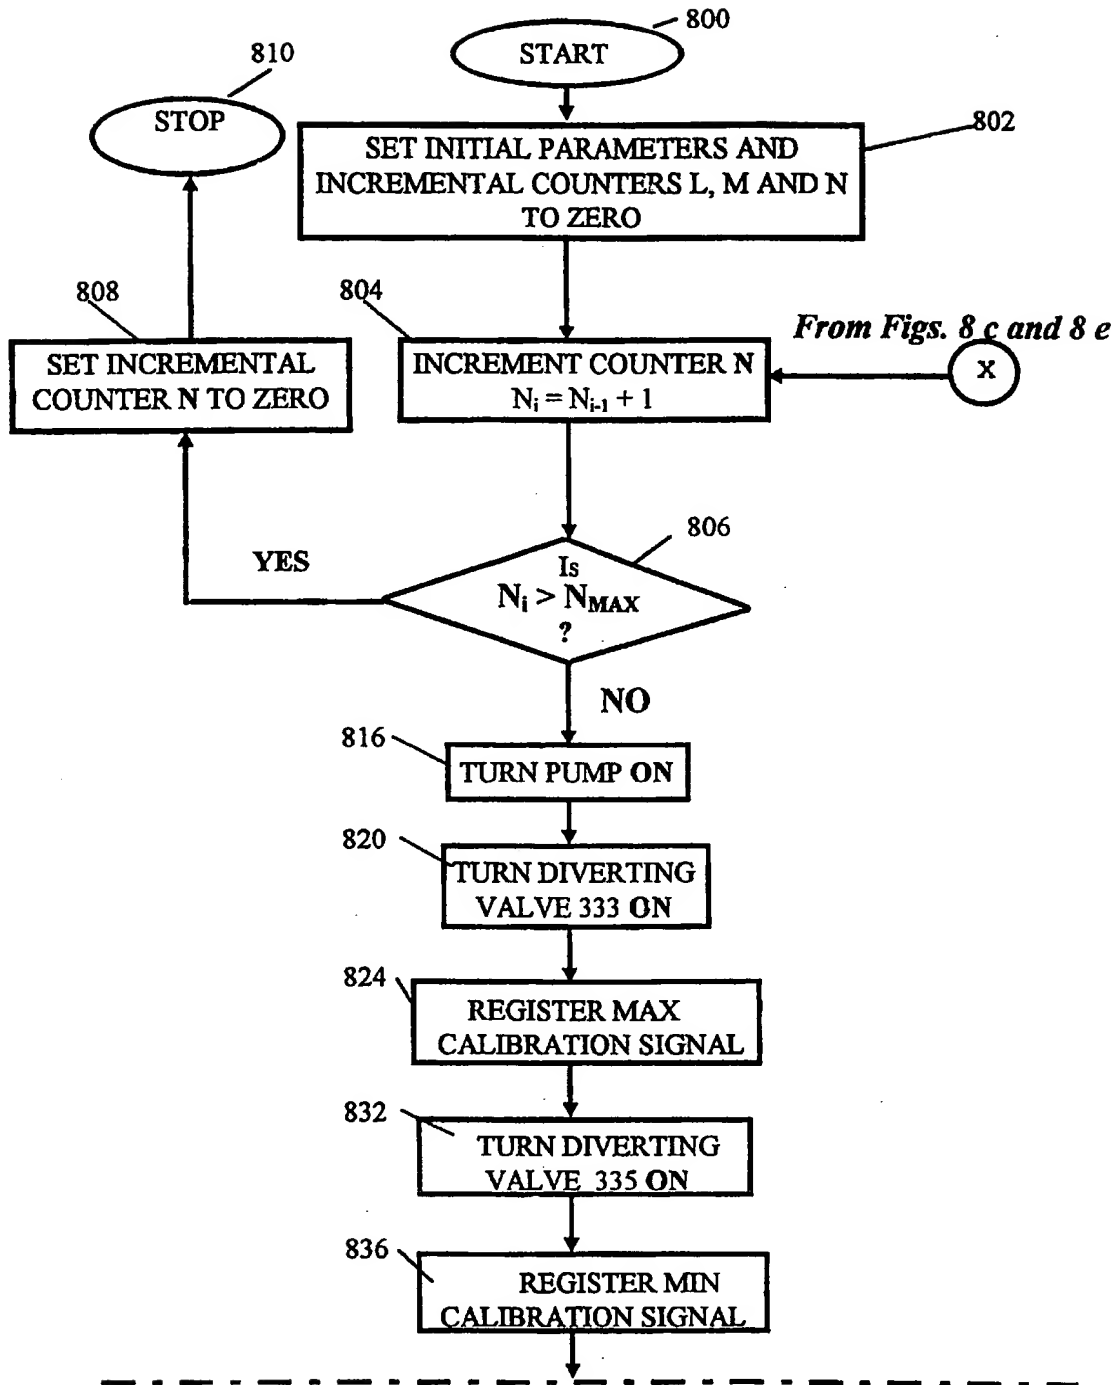 800
START
810
STOP
802
SET INITIAL PARAMETERS AND
INCREMENTAL COUNTERS L, M AND N
TO ZERO
808
SET INCREMENTAL
COUNTER N TO ZERO
804
INCREMENT COUNTER N
Nᵢ = Nᵢ₋₁ + 1
From Figs. 8 c and 8 e
X
806
Is
Nᵢ > N_MAX
?
YES
NO
816
TURN PUMP ON
820
TURN DIVERTING
VALVE 333 ON
824
REGISTER MAX
CALIBRATION SIGNAL
832
TURN DIVERTING
VALVE 335 ON
836
REGISTER MIN
CALIBRATION SIGNAL